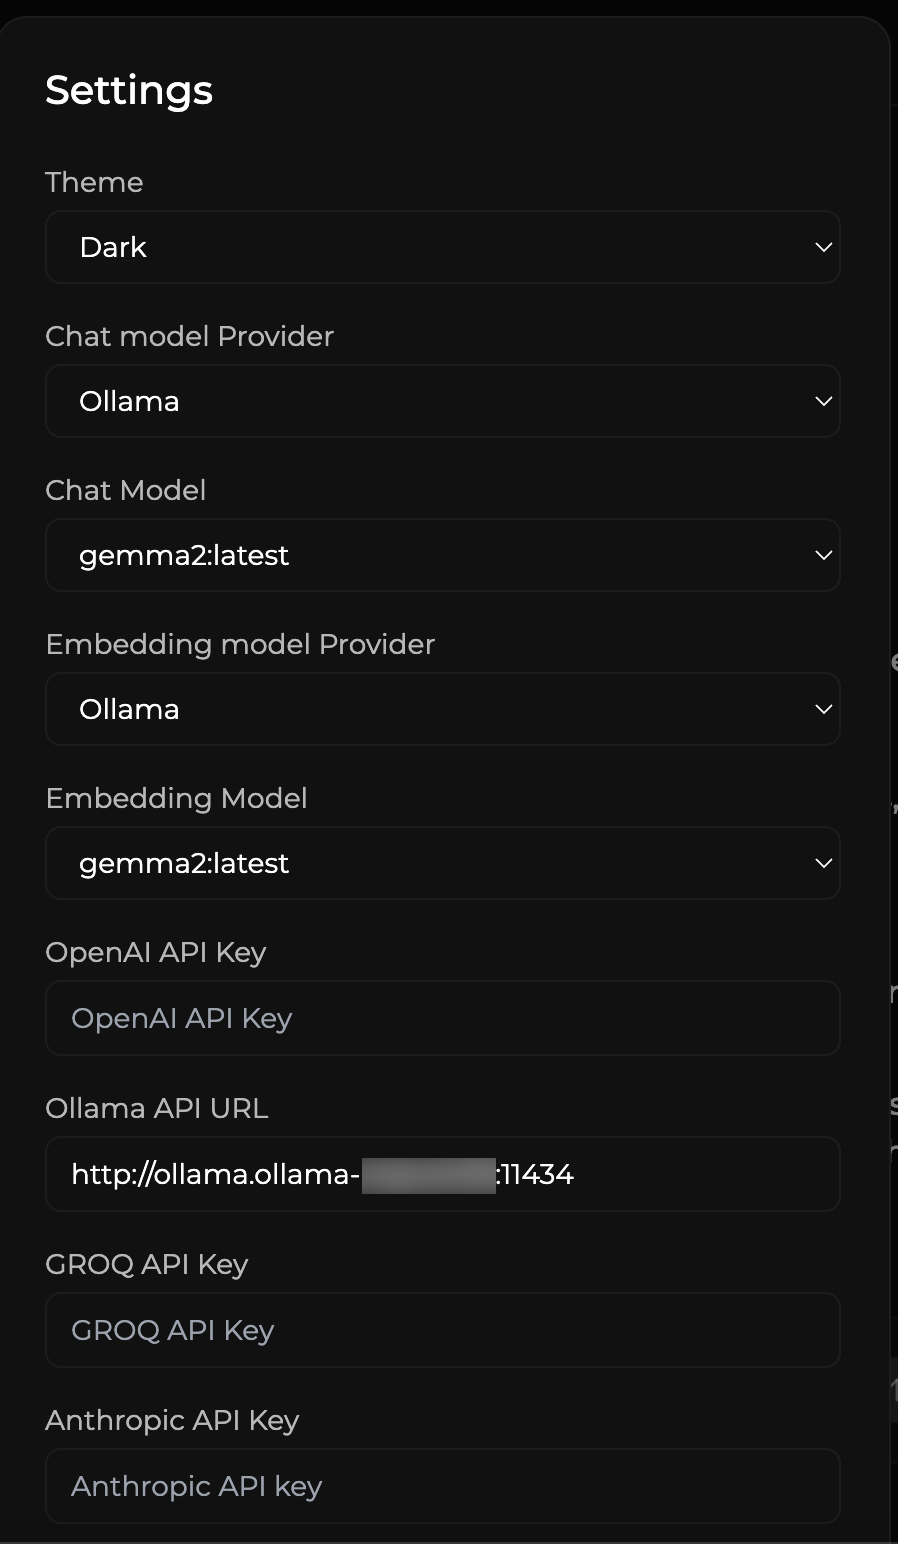 Settings
Theme
Dark
Chat model Provider
Ollama
Chat Model
gemma2:latest
Embedding model Provider
Ollama
Embedding Model
gemma2:latest
OpenAI API Key
OpenAI API Key
Ollama API URL
http://ollama.ollama- :11434
GROQ API Key
GROQ API Key
Anthropic API Key
Anthropic API key